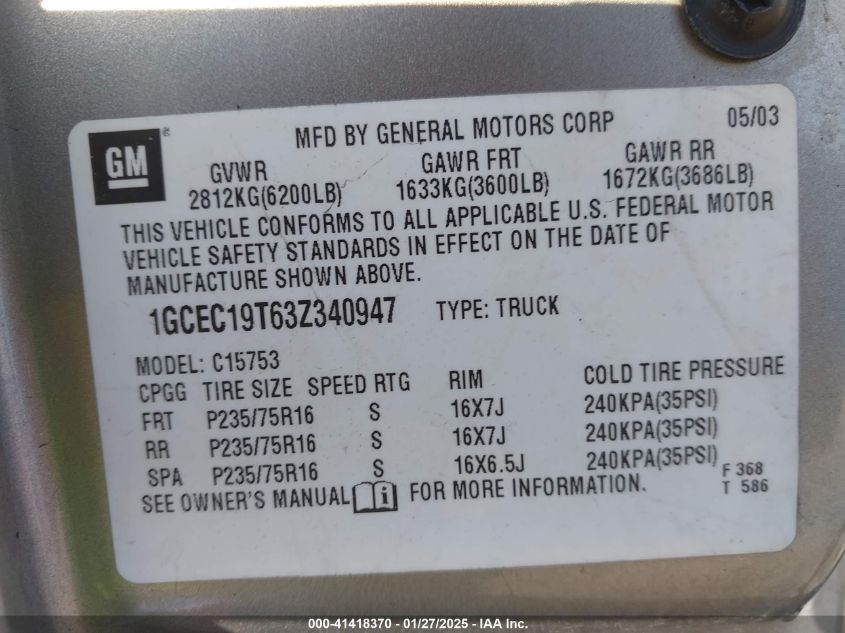 GM®
MFD BY GENERAL MOTORS CORP 05/03
GVWR GAWR FRT GAWR RR
2812KG(6200LB) 1633KG(3600LB) 1672KG(3686LB)
THIS VEHICLE CONFORMS TO ALL APPLICABLE U.S. FEDERAL MOTOR
VEHICLE SAFETY STANDARDS IN EFFECT ON THE DATE OF
MANUFACTURE SHOWN ABOVE.
1GCEC19T63Z340947 TYPE: TRUCK
MODEL: C15753
CPGG TIRE SIZE SPEED RTG RIM COLD TIRE PRESSURE
FRT P235/75R16 S 16X7J 240KPA(35PSI)
RR P235/75R16 S 16X7J 240KPA(35PSI)
SPA P235/75R16 S 16X6.5J 240KPA(35PSI)
F 368
SEE OWNER'S MANUAL i FOR MORE INFORMATION.
T 586
000-41418370 - 01/27/2025 - IAA Inc.